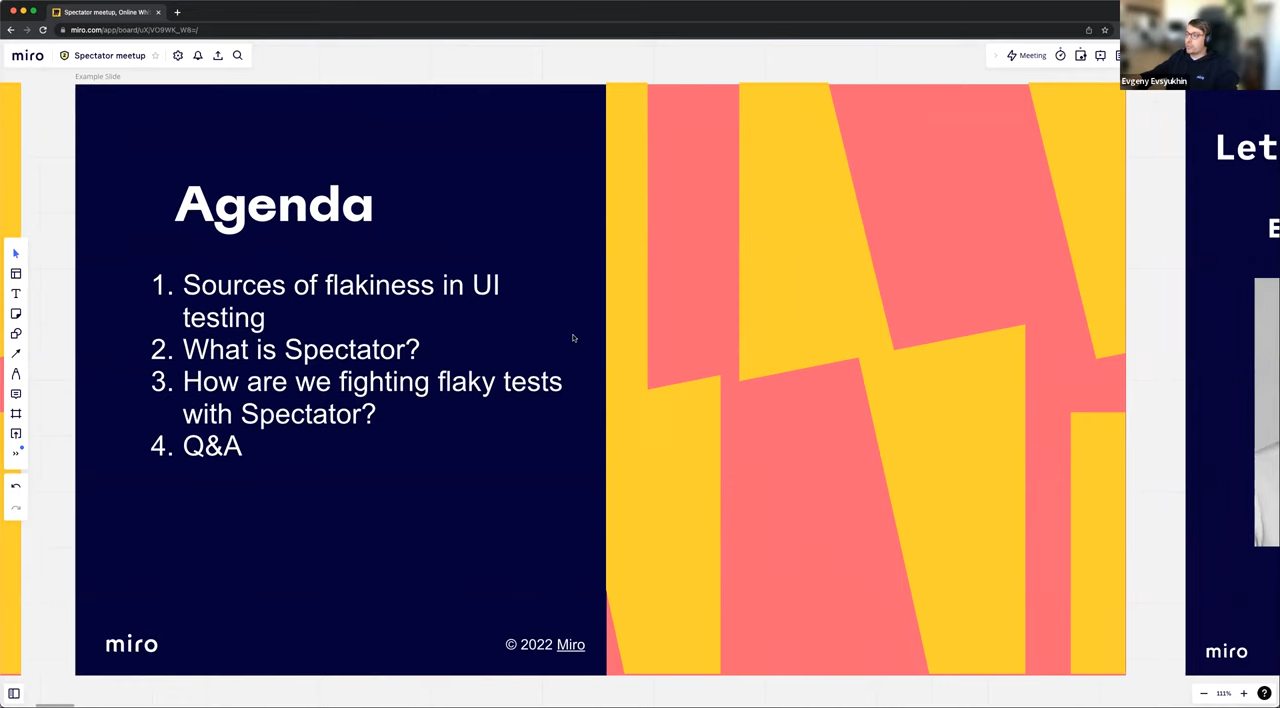 Spectator meetup, Online Whi
miro.com/app/board/uXjVO9WK_W8=/
miro
Spectator meetup
Meeting
Evgeny Evsyukhin
Example Slide
Agenda
1. Sources of flakiness in UI
testing
2. What is Spectator?
3. How are we fighting flaky tests
with Spectator?
4. Q&A
miro
© 2022 Miro
Let
E
miro
111%